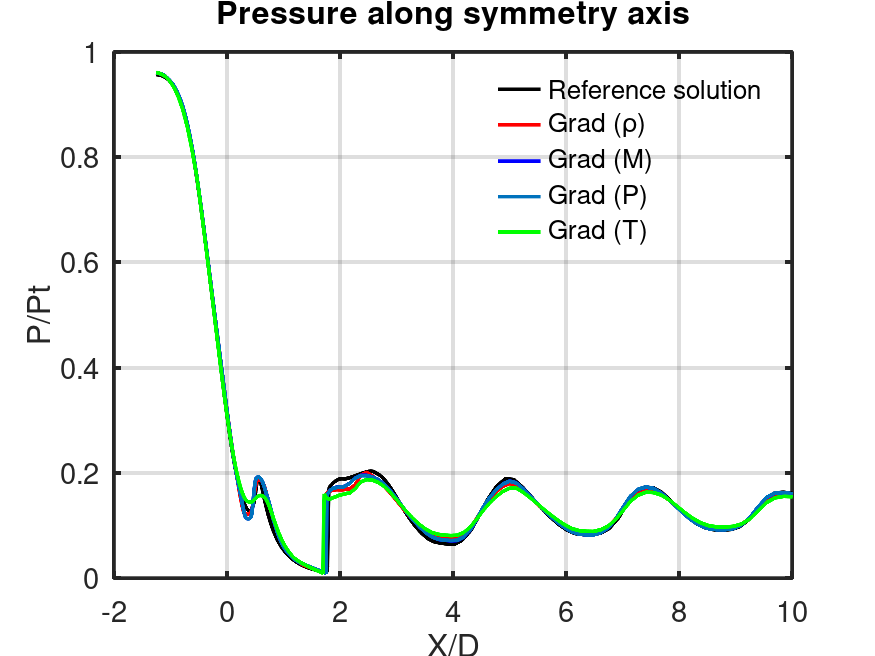 Pressure along symmetry axis
1
0.8
0.6
0.4
0.2
0
P/Pt
Reference solution
Grad (ρ)
Grad (M)
Grad (P)
Grad (T)
-2 0 2 4 6 8 10
X/D